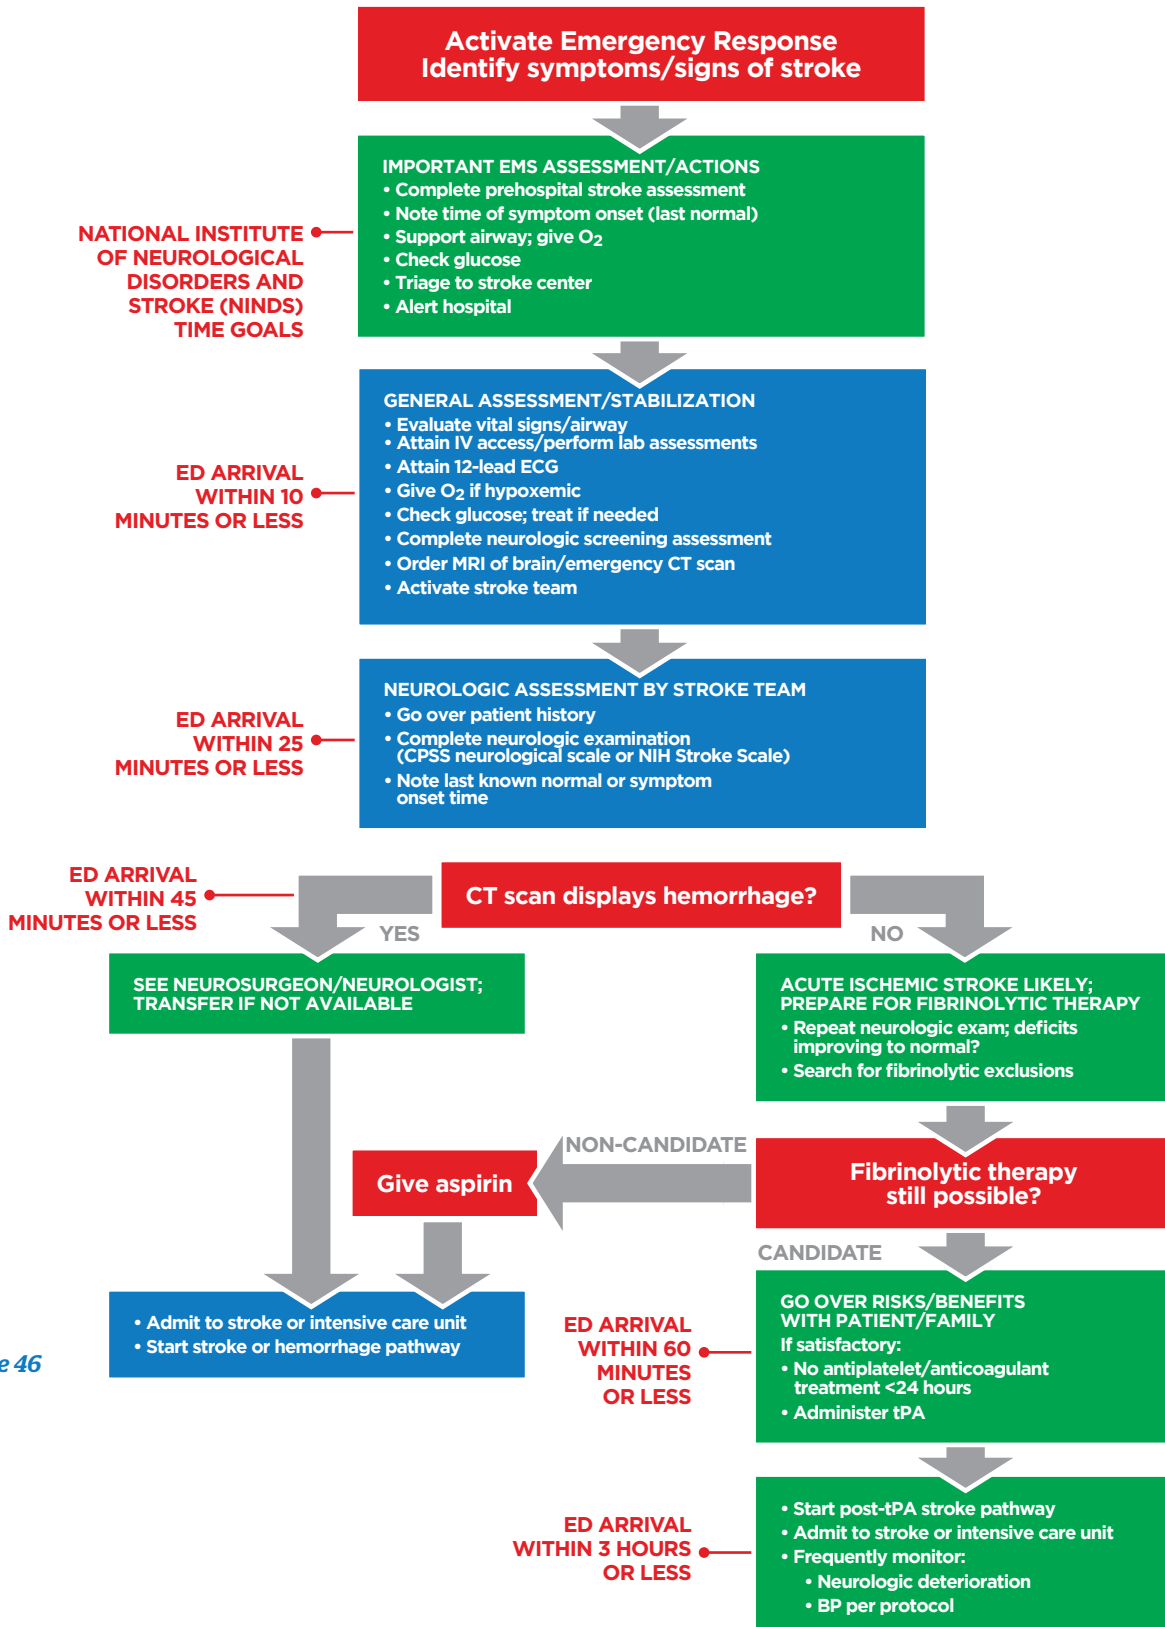 Activate Emergency Response
Identify symptoms/signs of stroke
IMPORTANT EMS ASSESSMENT/ACTIONS
• Complete prehospital stroke assessment
• Note time of symptom onset (last normal)
• Support airway; give O2
• Check glucose
• Triage to stroke center
• Alert hospital
NATIONAL INSTITUTE
OF NEUROLOGICAL
DISORDERS AND
STROKE (NINDS)
TIME GOALS
GENERAL ASSESSMENT/STABILIZATION
• Evaluate vital signs/airway
• Attain IV access/perform lab assessments
• Attain 12-lead ECG
• Give O2 if hypoxemic
• Check glucose; treat if needed
• Complete neurologic screening assessment
• Order MRI of brain/emergency CT scan
• Activate stroke team
ED ARRIVAL
WITHIN 10
MINUTES OR LESS
NEUROLOGIC ASSESSMENT BY STROKE TEAM
• Go over patient history
• Complete neurologic examination
(CPSS neurological scale or NIH Stroke Scale)
• Note last known normal or symptom
onset time
ED ARRIVAL
WITHIN 25
MINUTES OR LESS
ED ARRIVAL
WITHIN 45
MINUTES OR LESS
CT scan displays hemorrhage?
YES
NO
SEE NEUROSURGEON/NEUROLOGIST;
TRANSFER IF NOT AVAILABLE
ACUTE ISCHEMIC STROKE LIKELY;
PREPARE FOR FIBRINOLYTIC THERAPY
• Repeat neurologic exam; deficits
improving to normal?
• Search for fibrinolytic exclusions
NON-CANDIDATE
Give aspirin
Fibrinolytic therapy
still possible?
CANDIDATE
• Admit to stroke or intensive care unit
• Start stroke or hemorrhage pathway
GO OVER RISKS/BENEFITS
WITH PATIENT/FAMILY
If satisfactory:
• No antiplatelet/anticoagulant
treatment <24 hours
• Administer tPA
ED ARRIVAL
WITHIN 60
MINUTES
OR LESS
e 46
• Start post-tPA stroke pathway
• Admit to stroke or intensive care unit
• Frequently monitor:
• Neurologic deterioration
• BP per protocol
ED ARRIVAL
WITHIN 3 HOURS
OR LESS